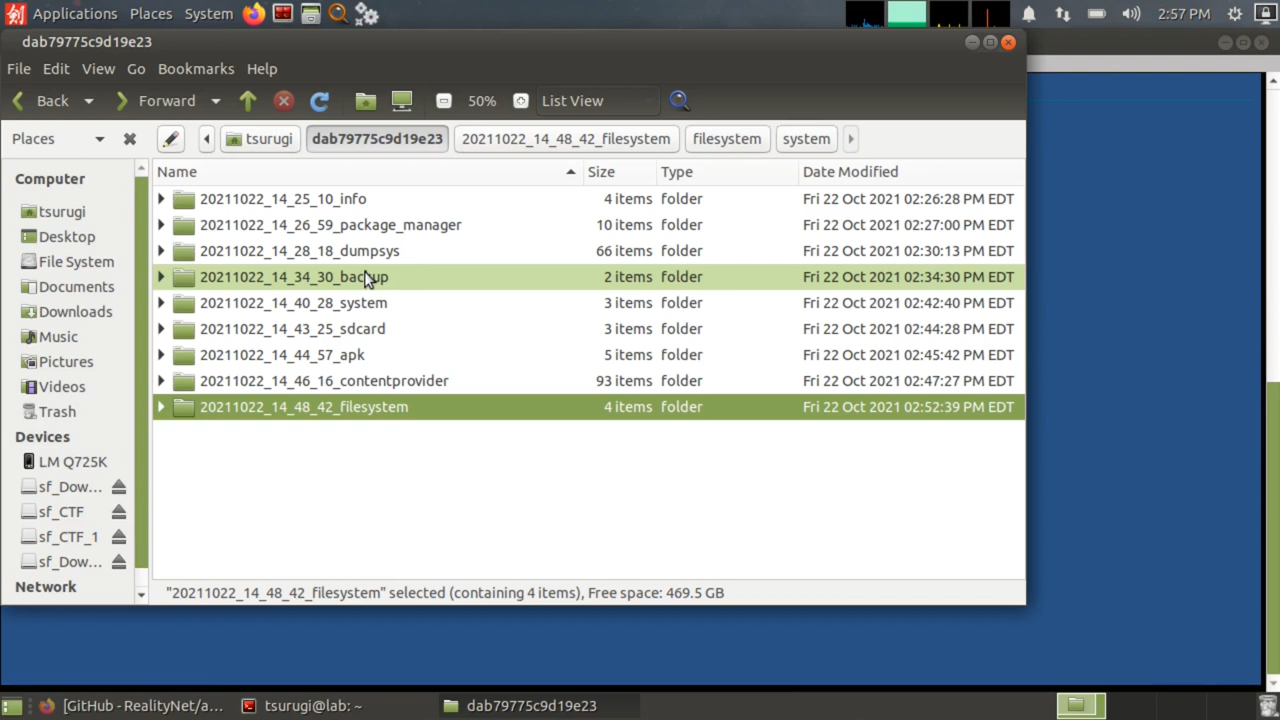 Applications Places System 2:57 PM
dab79775c9d19e23
File Edit View Go Bookmarks Help
Back Forward 50% List View
Places tsurugi dab79775c9d19e23 20211022_14_48_42_filesystem filesystem system
Name Size Type Date Modified
Computer
tsurugi
Desktop
File System
Documents
Downloads
Music
Pictures
Videos
Trash
Devices
LM Q725K
sf_Dow...
sf_CTF
sf_CTF_1
sf_Dow...
Network
20211022_14_25_10_info 4 items folder Fri 22 Oct 2021 02:26:28 PM EDT
20211022_14_26_59_package_manager 10 items folder Fri 22 Oct 2021 02:27:00 PM EDT
20211022_14_28_18_dumpsys 66 items folder Fri 22 Oct 2021 02:30:13 PM EDT
20211022_14_34_30_backup 2 items folder Fri 22 Oct 2021 02:34:30 PM EDT
20211022_14_40_28_system 3 items folder Fri 22 Oct 2021 02:42:40 PM EDT
20211022_14_43_25_sdcard 3 items folder Fri 22 Oct 2021 02:44:28 PM EDT
20211022_14_44_57_apk 5 items folder Fri 22 Oct 2021 02:45:42 PM EDT
20211022_14_46_16_contentprovider 93 items folder Fri 22 Oct 2021 02:47:27 PM EDT
20211022_14_48_42_filesystem 4 items folder Fri 22 Oct 2021 02:52:39 PM EDT
"20211022_14_48_42_filesystem" selected (containing 4 items), Free space: 469.5 GB
[GitHub - RealityNet/a... tsurugi@lab: ~ dab79775c9d19e23